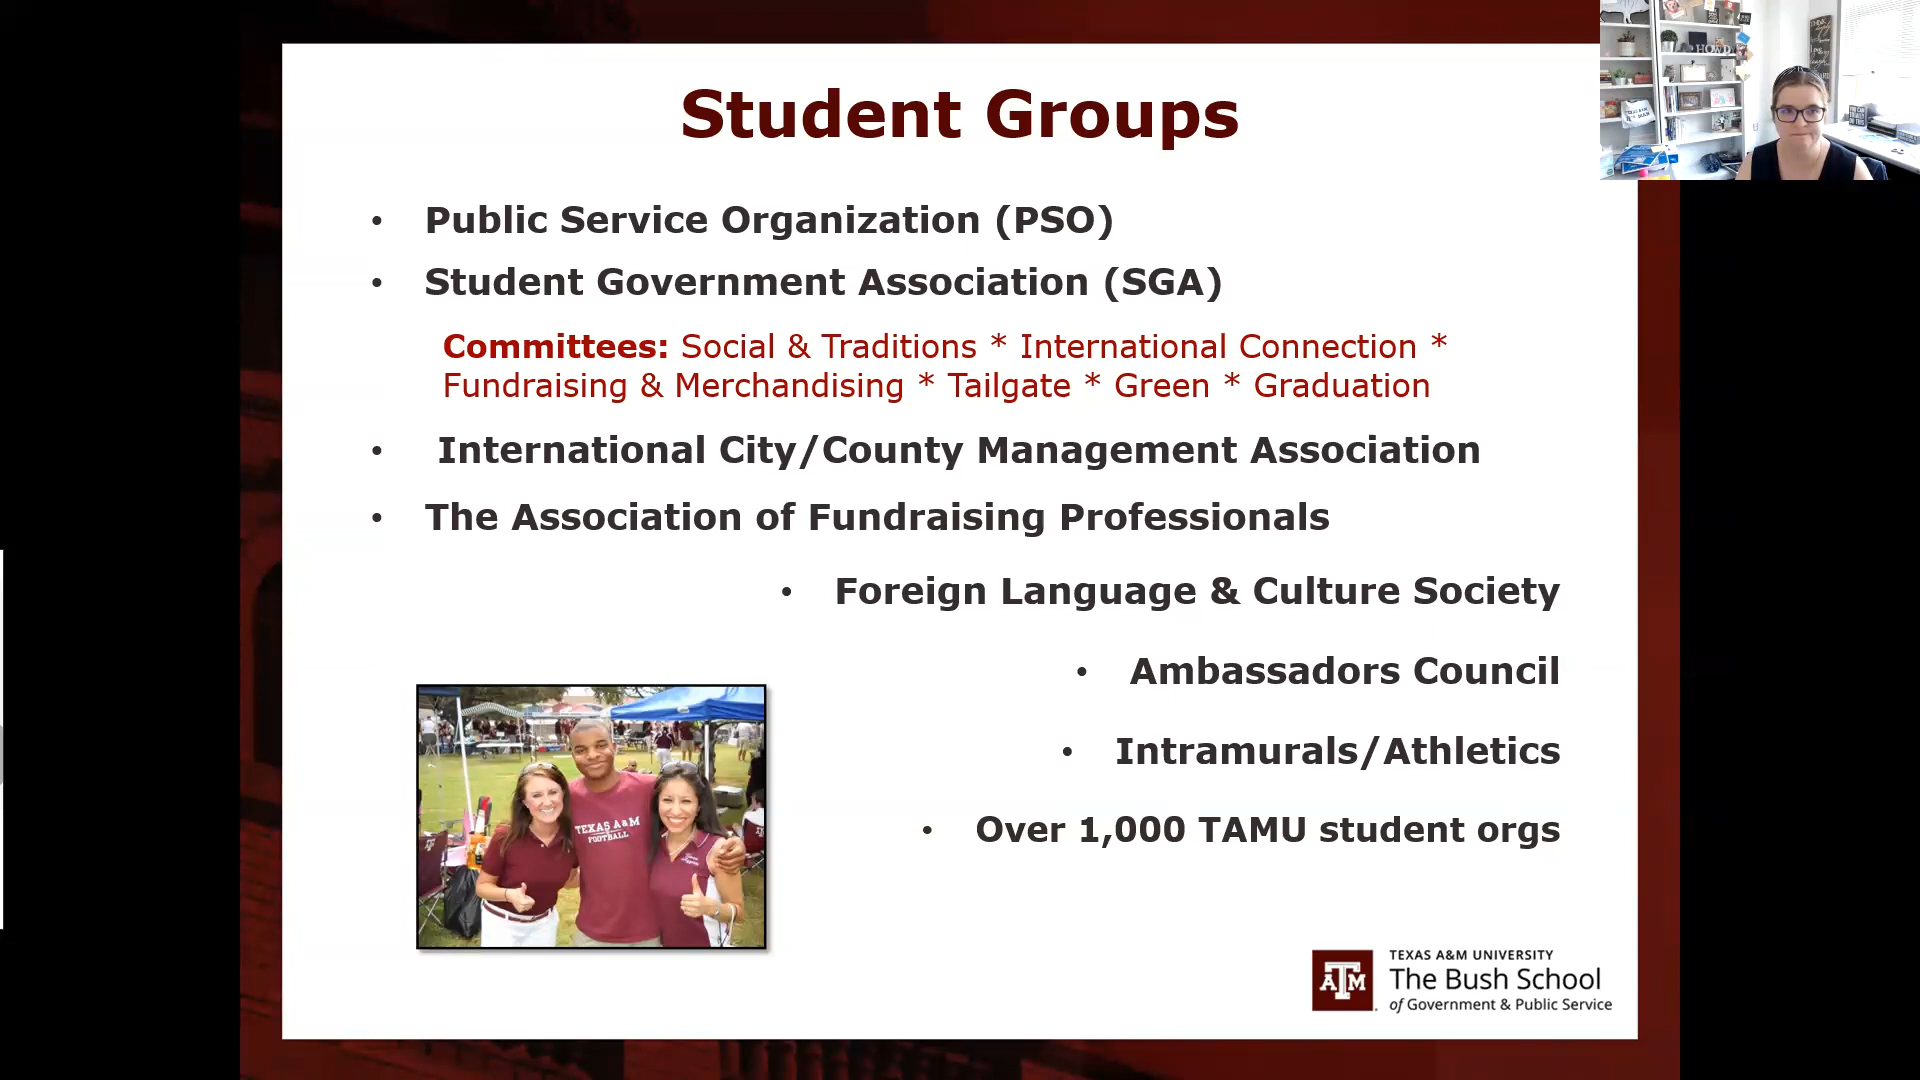 Student Groups
• Public Service Organization (PSO)
• Student Government Association (SGA)
Committees: Social & Traditions * International Connection *
Fundraising & Merchandising * Tailgate * Green * Graduation
• International City/County Management Association
• The Association of Fundraising Professionals
• Foreign Language & Culture Society
• Ambassadors Council
• Intramurals/Athletics
• Over 1,000 TAMU student orgs
TEXAS A&M
FOOTBALL
ATM
TEXAS A&M UNIVERSITY
The Bush School
of Government & Public Service
HOWD